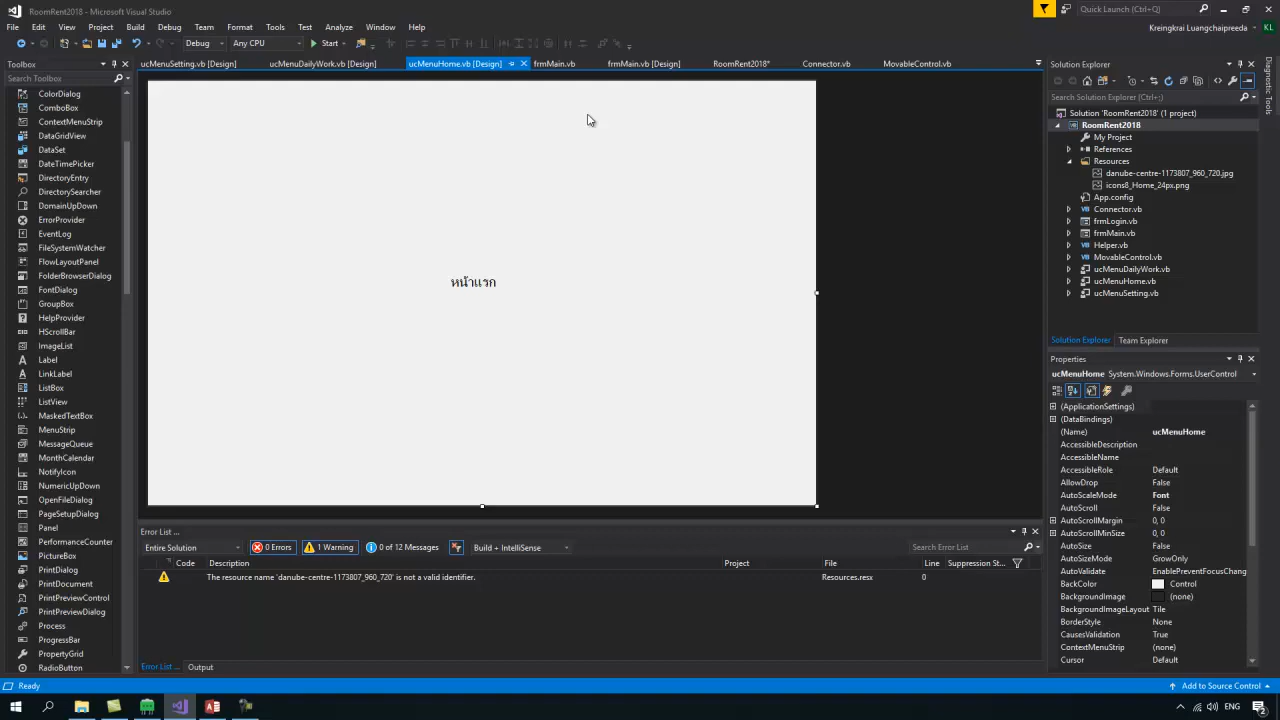 RoomRent2018 - Microsoft Visual Studio
Quick Launch (Ctrl+Q)
File Edit View Project Build Debug Team Format Tools Test Analyze Window Help
Kreingkrai Luangchaipreeda KL
Debug Any CPU Start
Toolbox
ucMenuSetting.vb [Design] ucMenuDailyWork.vb [Design] ucMenuHome.vb [Design] frmMain.vb frmMain.vb [Design] RoomRent2018* Connector.vb MovableControl.vb
Solution Explorer
Search Toolbox
ColorDialog
ComboBox
ContextMenuStrip
DataGridView
DataSet
DateTimePicker
DirectoryEntry
DirectorySearcher
DomainUpDown
ErrorProvider
EventLog
FileSystemWatcher
FlowLayoutPanel
FolderBrowserDialog
FontDialog
GroupBox
HelpProvider
HScrollBar
ImageList
Label
LinkLabel
ListBox
ListView
MaskedTextBox
MenuStrip
MessageQueue
MonthCalendar
NotifyIcon
NumericUpDown
OpenFileDialog
PageSetupDialog
Panel
PerformanceCounter
PictureBox
PrintDialog
PrintDocument
PrintPreviewControl
PrintPreviewDialog
Process
ProgressBar
PropertyGrid
RadioButton
หน้าแรก
Search Solution Explorer (Ctrl+;)
Solution 'RoomRent2018' (1 project)
RoomRent2018
My Project
References
Resources
danube-centre-1173807_960_720.jpg
icons8_Home_24px.png
App.config
Connector.vb
frmLogin.vb
frmMain.vb
Helper.vb
MovableControl.vb
ucMenuDailyWork.vb
ucMenuHome.vb
ucMenuSetting.vb
Solution Explorer Team Explorer
Diagnostic Tools
Properties
ucMenuHome System.Windows.Forms.UserControl
(ApplicationSettings)
(DataBindings)
(Name) ucMenuHome
AccessibleDescription
AccessibleName
AccessibleRole Default
AllowDrop False
AutoScaleMode Font
AutoScroll False
AutoScrollMargin 0, 0
AutoScrollMinSize 0, 0
AutoSize False
AutoSizeMode GrowOnly
AutoValidate EnablePreventFocusChang
BackColor Control
BackgroundImage (none)
BackgroundImageLayout Tile
BorderStyle None
CausesValidation True
ContextMenuStrip (none)
Cursor Default
Error List ...
Entire Solution 0 Errors 1 Warning 0 of 12 Messages Build + IntelliSense Search Error List
Code Description Project File Line Suppression St...
The resource name 'danube-centre-1173807_960_720' is not a valid identifier. Resources.resx 0
Error List ... Output
Ready Add to Source Control
ENG